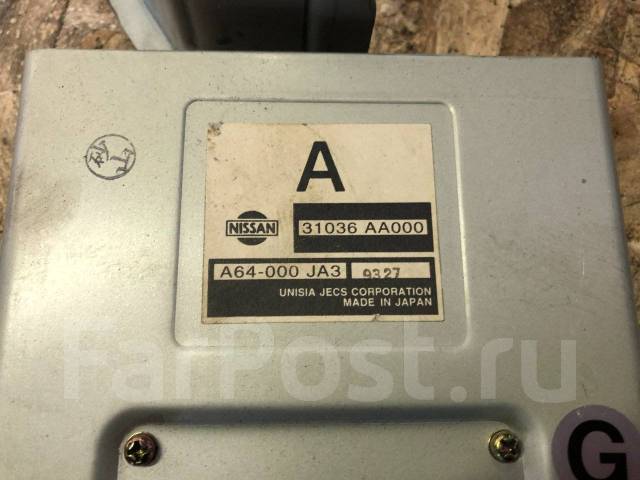 A
NISSAN 31036 AA000
A64-000 JA3 9327
UNISIA JECS CORPORATION
MADE IN JAPAN
FarPost.ru
G